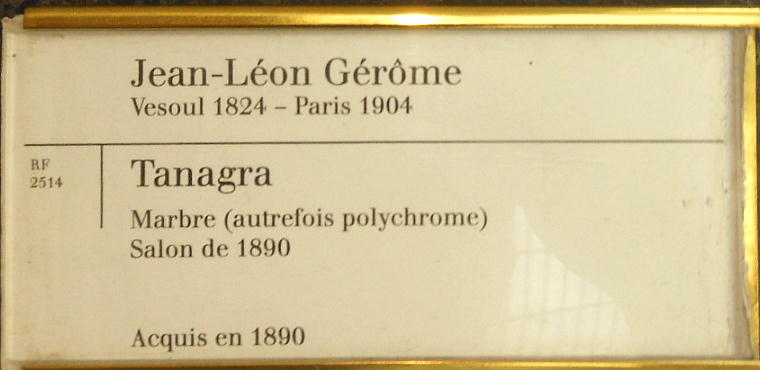 Jean-Léon Gérôme
Vesoul 1824 – Paris 1904
RF
2514
Tanagra
Marbre (autrefois polychrome)
Salon de 1890
Acquis en 1890